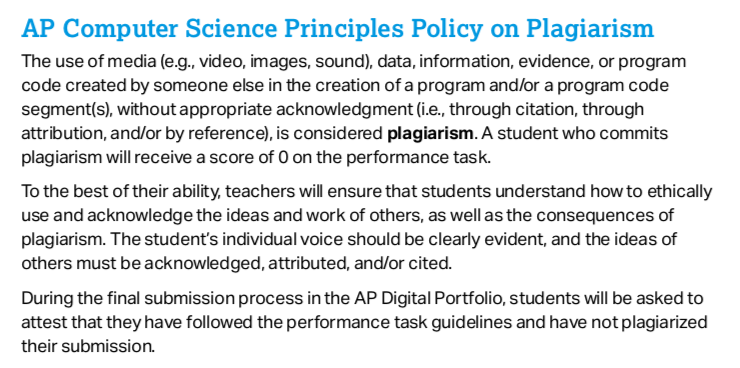 AP Computer Science Principles Policy on Plagiarism
The use of media (e.g., video, images, sound), data, information, evidence, or program
code created by someone else in the creation of a program and/or a program code
segment(s), without appropriate acknowledgment (i.e., through citation, through
attribution, and/or by reference), is considered plagiarism. A student who commits
plagiarism will receive a score of 0 on the performance task.
To the best of their ability, teachers will ensure that students understand how to ethically
use and acknowledge the ideas and work of others, as well as the consequences of
plagiarism. The student's individual voice should be clearly evident, and the ideas of
others must be acknowledged, attributed, and/or cited.
During the final submission process in the AP Digital Portfolio, students will be asked to
attest that they have followed the performance task guidelines and have not plagiarized
their submission.